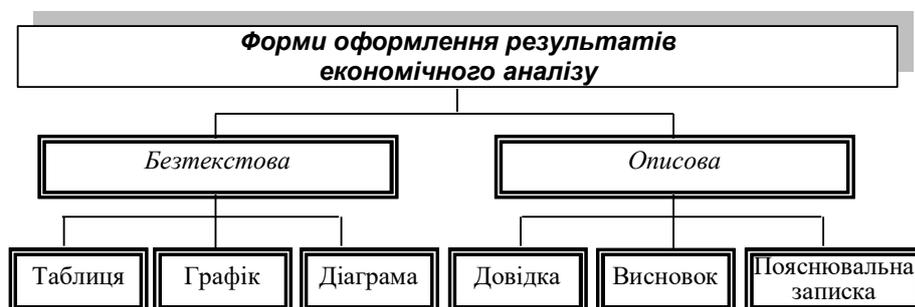 Форми оформлення результатів
економічного аналізу
Безтекстова
Описова
Таблиця
Графік
Діаграма
Довідка
Висновок
Пояснювальна
записка